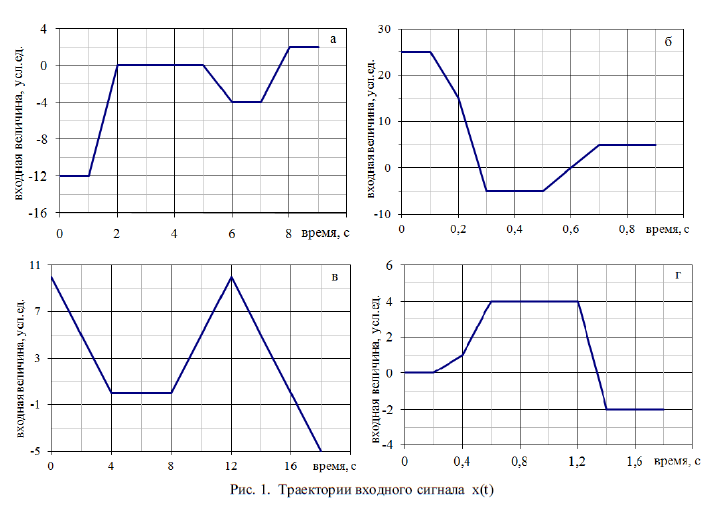 а
входная величина, усл.ед.
4
0
-4
-8
-12
-16
0 2 4 6 8 время, с
б
входная величина, усл.ед.
30
20
10
0
-10
0 0,2 0,4 0,6 0,8 время, с
в
входная величина, усл.ед.
11
7
3
-1
-5
0 4 8 12 16 время, с
г
входная величина, усл.ед.
6
4
2
0
-2
-4
0 0,4 0,8 1,2 1,6 время, с
Рис. 1. Траектории входного сигнала x(t)